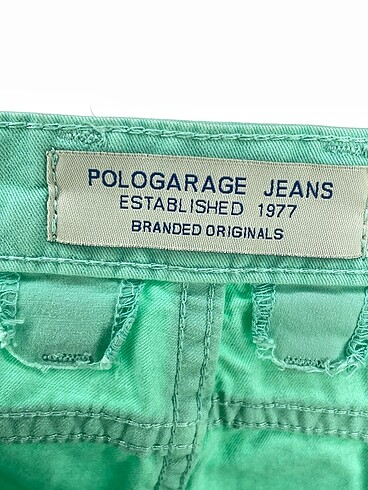 POLOGARAGE JEANS
ESTABLISHED 1977
BRANDED ORIGINALS